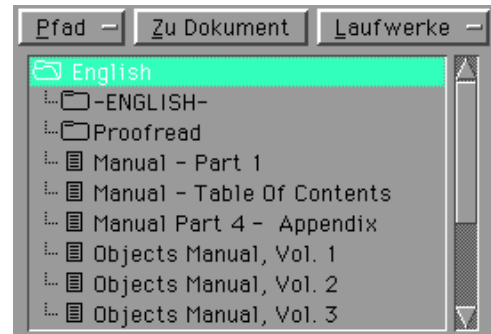 Pfad Zu Dokument Laufwerke
English
-ENGLISH-
Proofread
Manual - Part 1
Manual - Table Of Contents
Manual Part 4 - Appendix
Objects Manual, Vol. 1
Objects Manual, Vol. 2
Objects Manual, Vol. 3